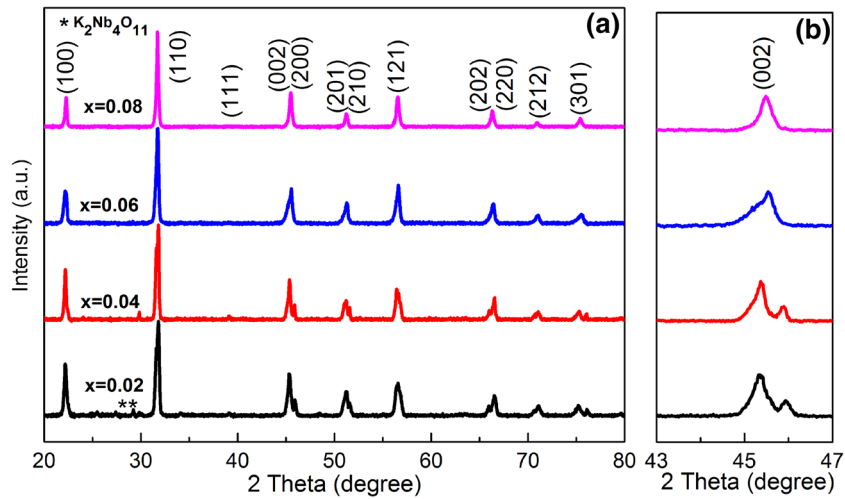 * K2Nb4O11
(a)
(100)
(110)
(111)
(002)
(200)
(201)
(210)
(121)
(202)
(220)
(212)
(301)
x=0.08
x=0.06
x=0.04
x=0.02
**
Intensity (a.u.)
20 30 40 50 60 70 80
2 Theta (degree)
(b)
(002)
43 45 47
2 Theta (degree)